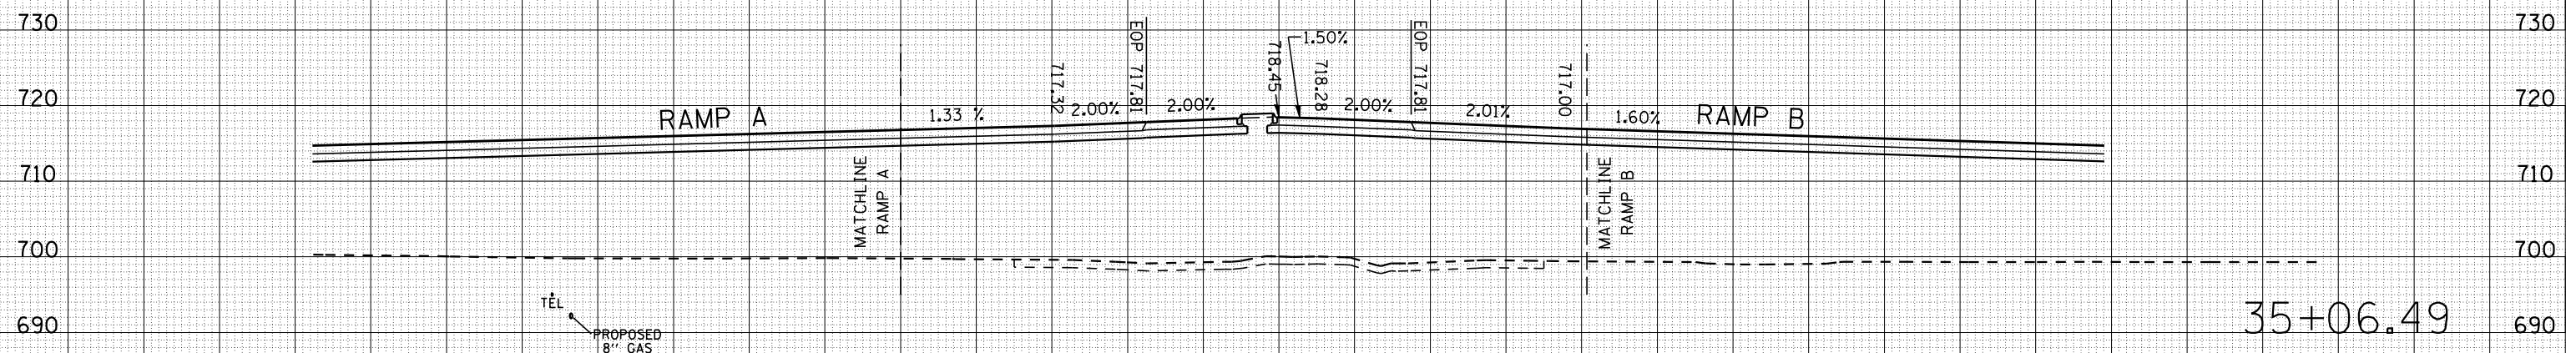 730
720
710
700
690
RAMP A
MATCHLINE
RAMP A
1.33 %
717.32
2.00%
EOP 717.81
2.00%
718.45
1.50%
718.28
2.00%
EOP 717.81
2.01%
717.00
1.60%
RAMP B
MATCHLINE
RAMP B
TEL
PROPOSED
8'' GAS
35+06.49
730
720
710
700
690